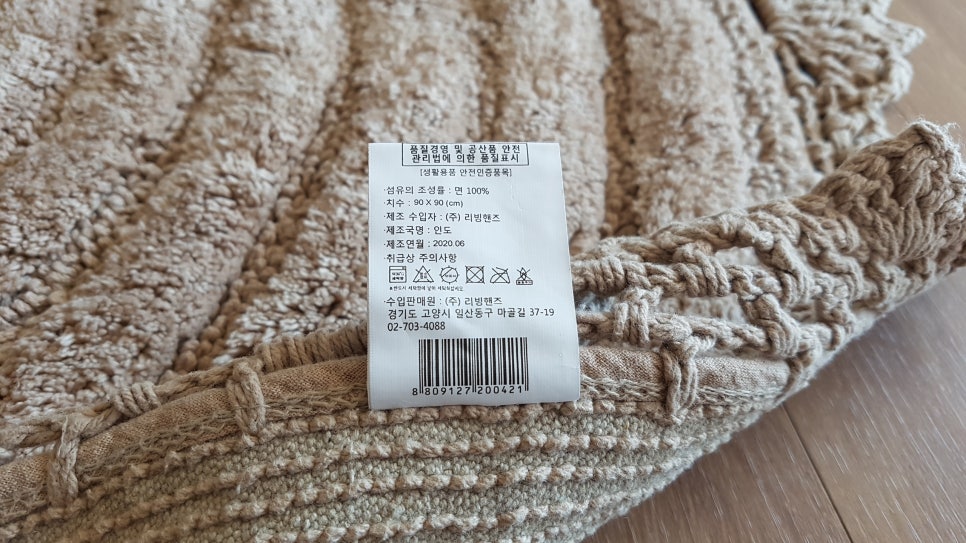 품질경영 및 공산품 안전
관리법에 의한 품질표시
[생활용품 안전인증품목]
·섬유의 조성률 : 면 100%
·치수 : 90 X 90 (cm)
·제조 수입자 : (주) 리빙핸즈
·제조국명 : 인도
·제조연월 : 2020.06
·취급상 주의사항
·수입판매원 : (주) 리빙핸즈
경기도 고양시 일산동구 마골길 37-19
02-703-4088
8 809127 200421